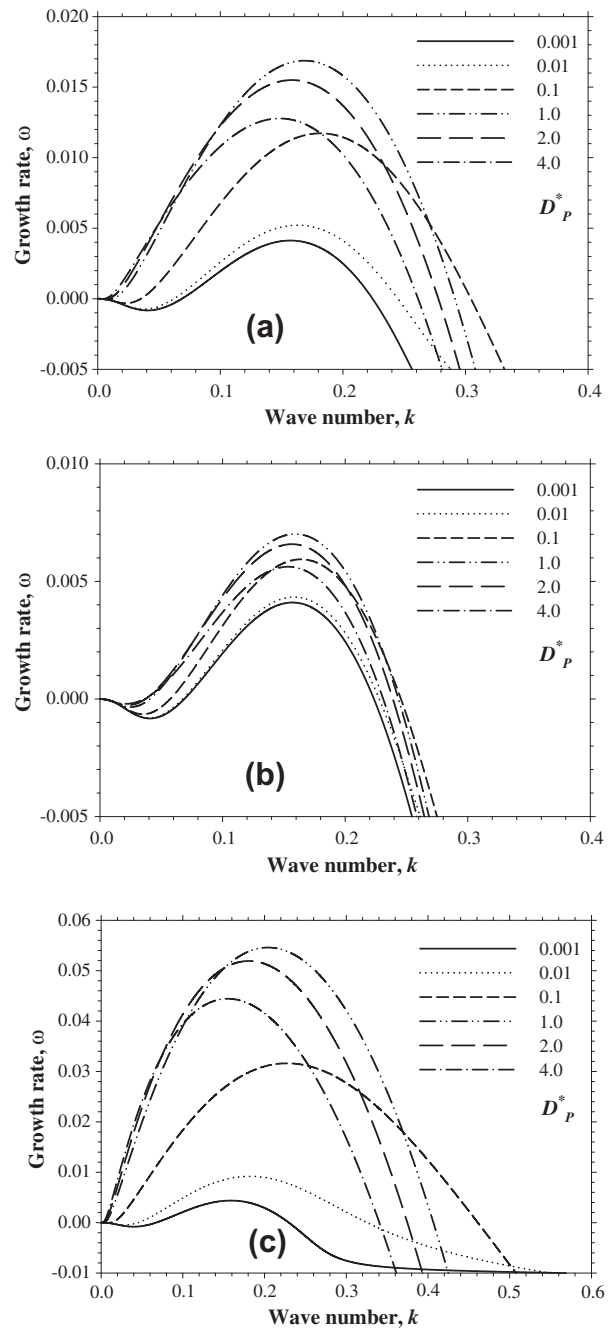 0.020
0.015
0.010
0.005
0.000
-0.005
Growth rate, ω
0.001
0.01
0.1
1.0
2.0
4.0
D*P
(a)
0.0 0.1 0.2 0.3 0.4
Wave number, k
0.010
0.005
0.000
-0.005
Growth rate, ω
0.001
0.01
0.1
1.0
2.0
4.0
D*P
(b)
0.0 0.1 0.2 0.3 0.4
Wave number, k
0.06
0.05
0.04
0.03
0.02
0.01
0.00
-0.01
Growth rate, ω
0.001
0.01
0.1
1.0
2.0
4.0
D*P
(c)
0.0 0.1 0.2 0.3 0.4 0.5 0.6
Wave number, k